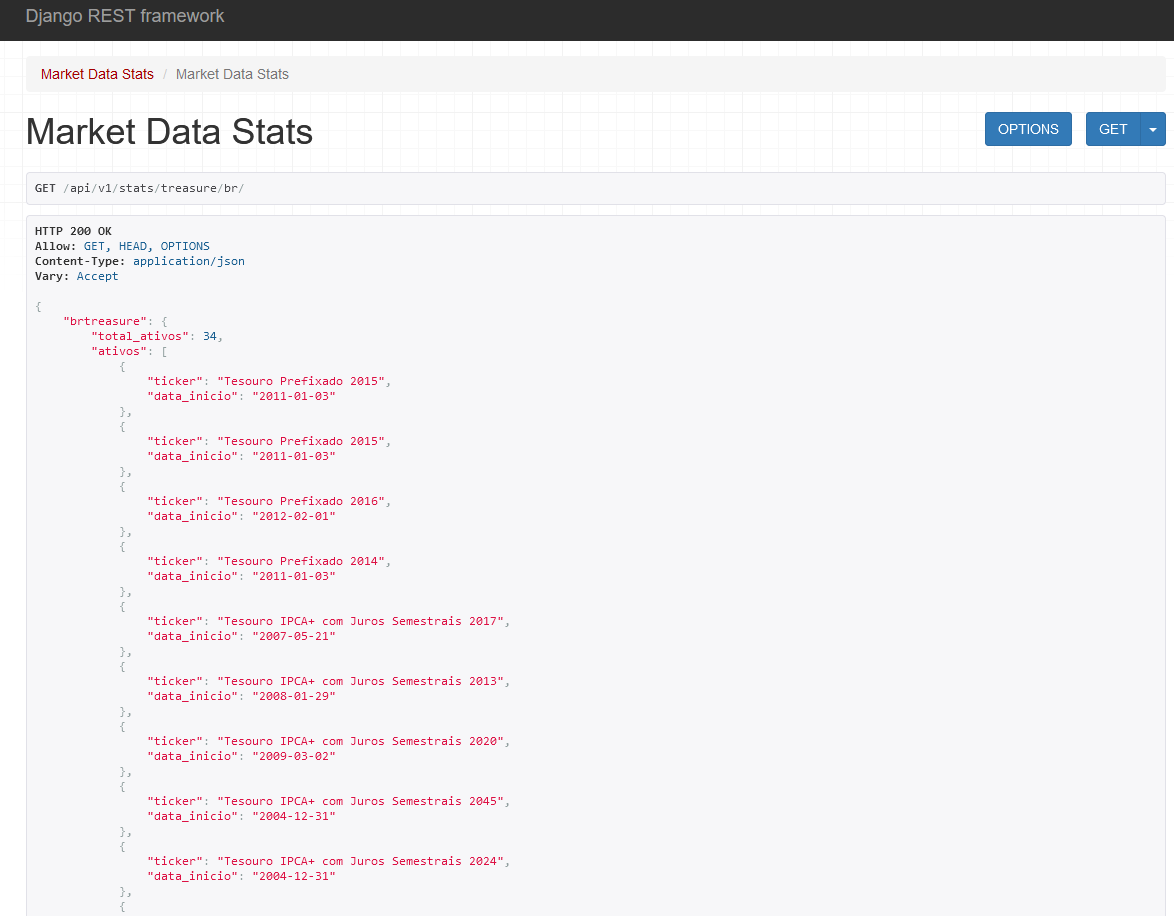 Django REST framework
Market Data Stats / Market Data Stats
Market Data Stats
OPTIONS
GET
GET /api/v1/stats/treasure/br/
HTTP 200 OK
Allow: GET, HEAD, OPTIONS
Content-Type: application/json
Vary: Accept
{
    "brtreasure": {
        "total_ativos": 34,
        "ativos": [
            {
                "ticker": "Tesouro Prefixado 2015",
                "data_inicio": "2011-01-03"
            },
            {
                "ticker": "Tesouro Prefixado 2015",
                "data_inicio": "2011-01-03"
            },
            {
                "ticker": "Tesouro Prefixado 2016",
                "data_inicio": "2012-02-01"
            },
            {
                "ticker": "Tesouro Prefixado 2014",
                "data_inicio": "2011-01-03"
            },
            {
                "ticker": "Tesouro IPCA+ com Juros Semestrais 2017",
                "data_inicio": "2007-05-21"
            },
            {
                "ticker": "Tesouro IPCA+ com Juros Semestrais 2013",
                "data_inicio": "2008-01-29"
            },
            {
                "ticker": "Tesouro IPCA+ com Juros Semestrais 2020",
                "data_inicio": "2009-03-02"
            },
            {
                "ticker": "Tesouro IPCA+ com Juros Semestrais 2045",
                "data_inicio": "2004-12-31"
            },
            {
                "ticker": "Tesouro IPCA+ com Juros Semestrais 2024",
                "data_inicio": "2004-12-31"
            },
            {